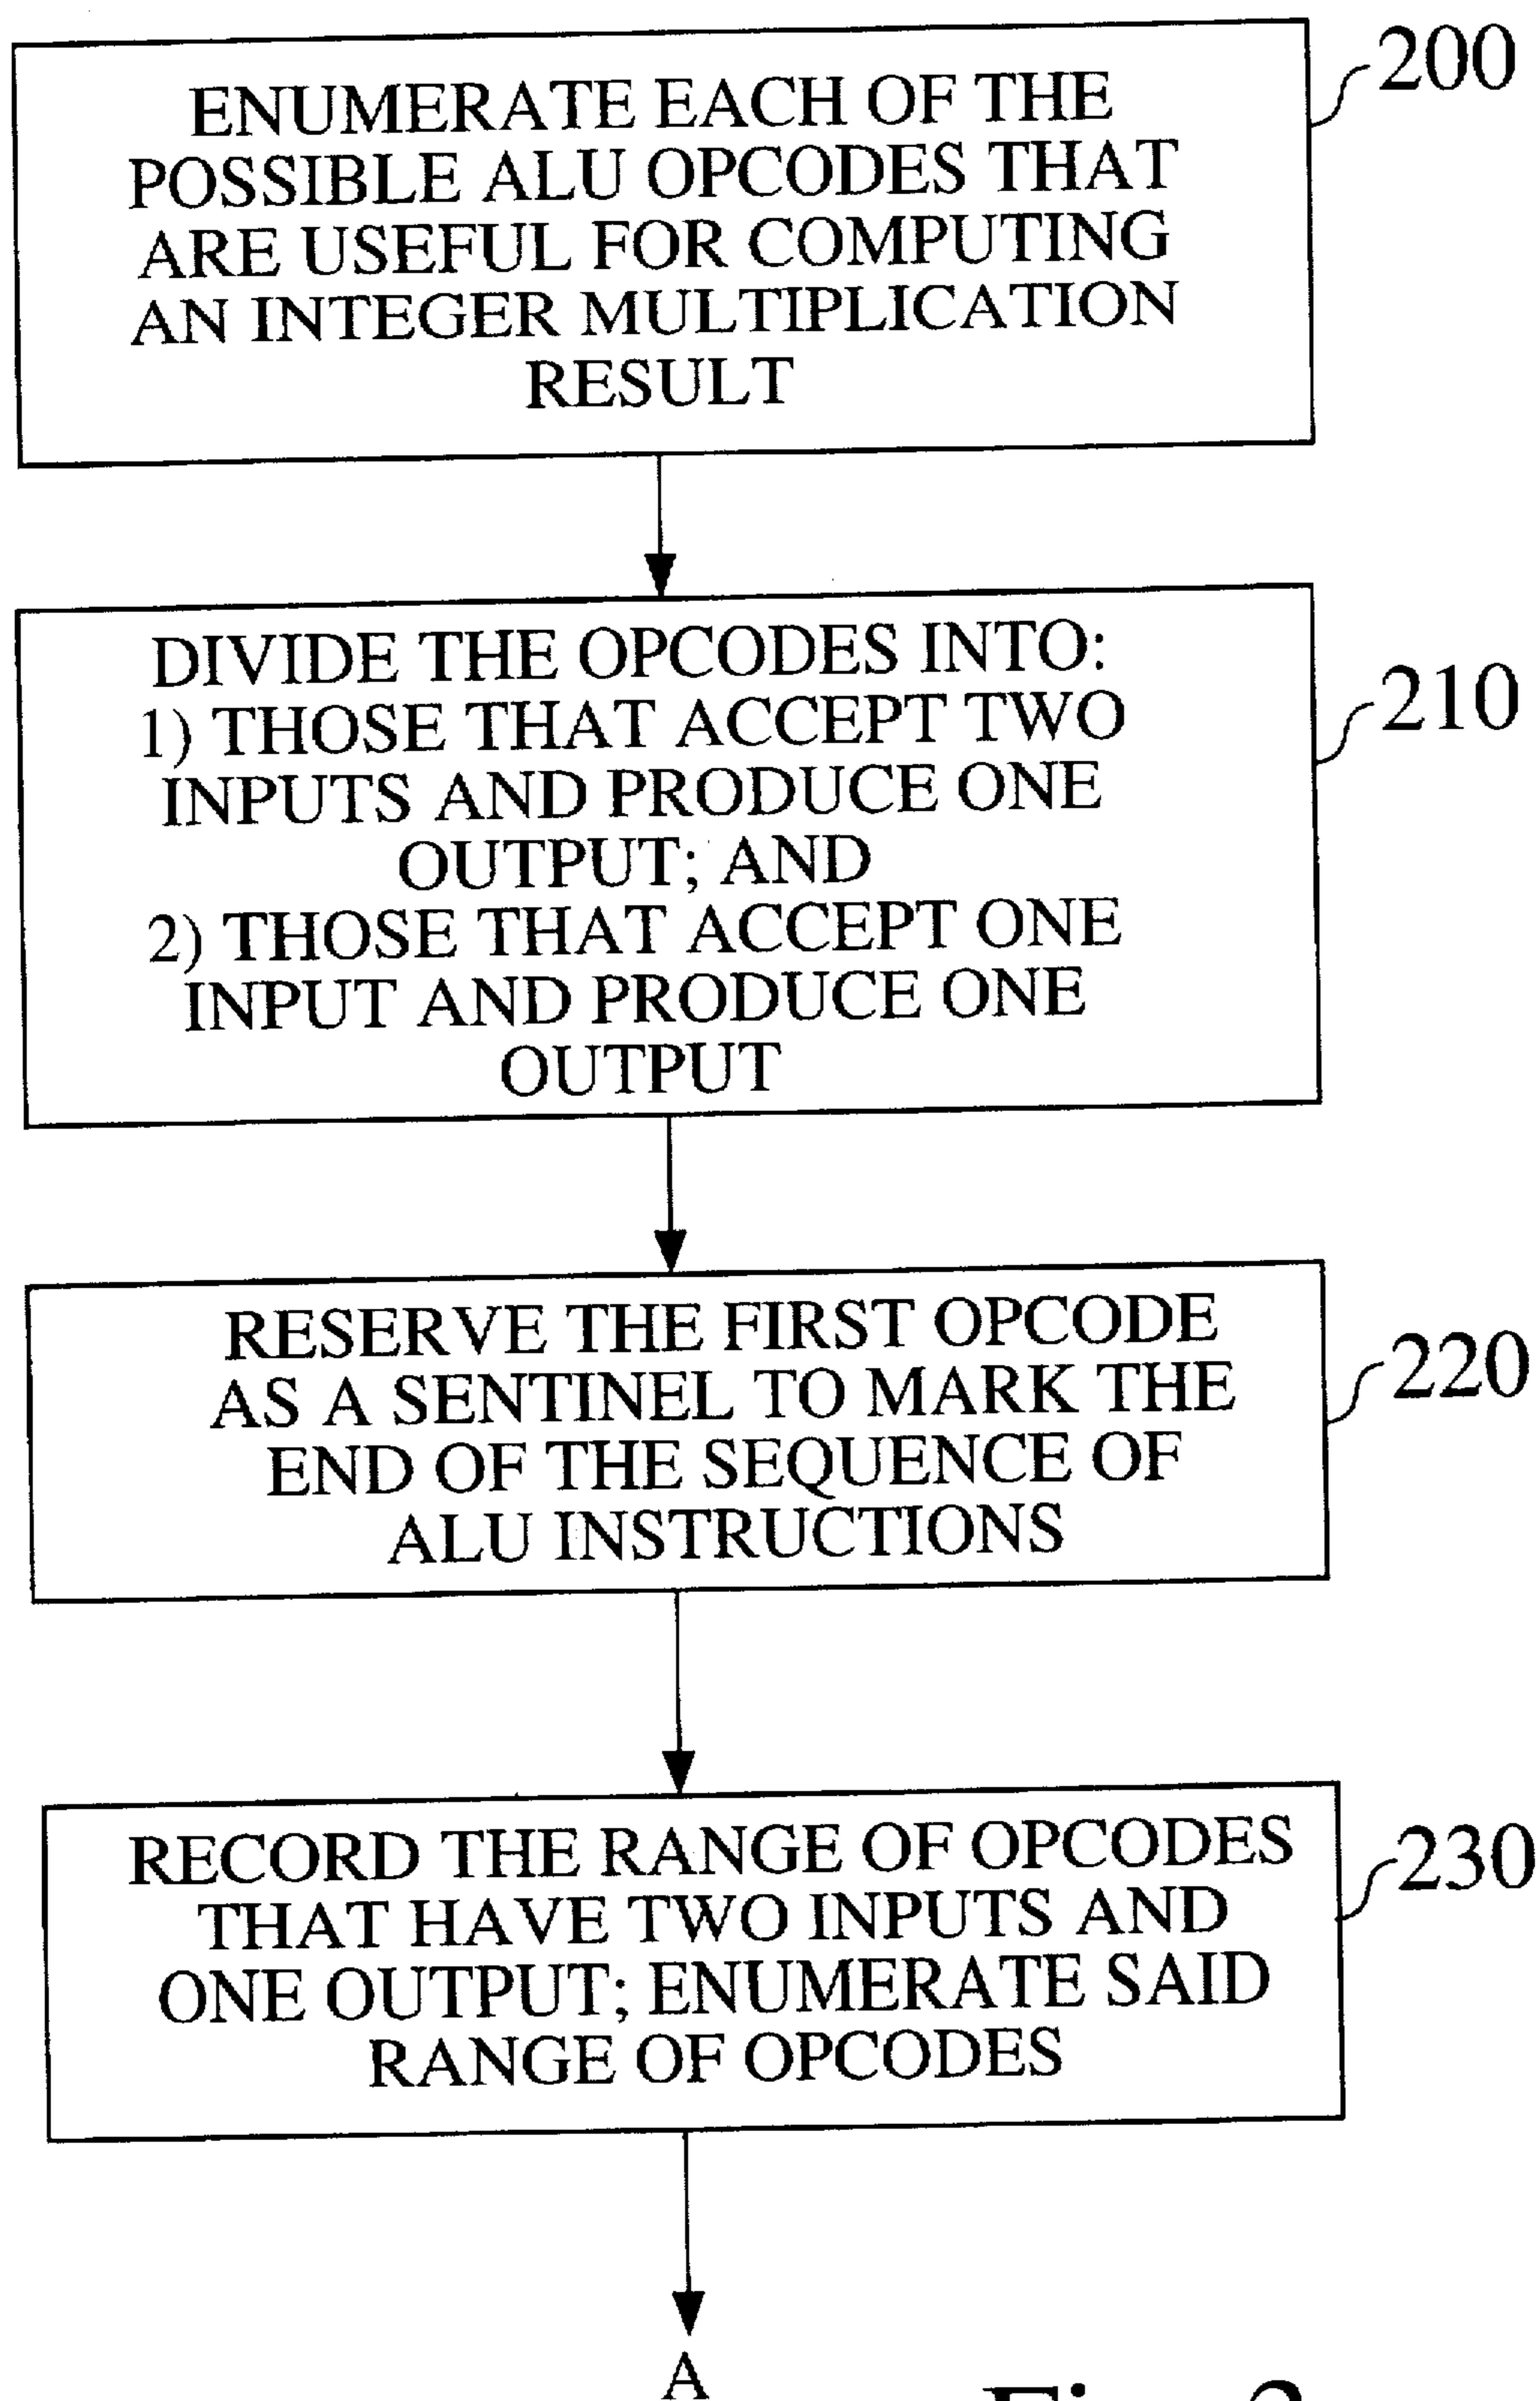 ENUMERATE EACH OF THE
POSSIBLE ALU OPCODES THAT
ARE USEFUL FOR COMPUTING
AN INTEGER MULTIPLICATION
RESULT
200
DIVIDE THE OPCODES INTO:
1) THOSE THAT ACCEPT TWO
INPUTS AND PRODUCE ONE
OUTPUT; AND
2) THOSE THAT ACCEPT ONE
INPUT AND PRODUCE ONE
OUTPUT
210
RESERVE THE FIRST OPCODE
AS A SENTINEL TO MARK THE
END OF THE SEQUENCE OF
ALU INSTRUCTIONS
220
RECORD THE RANGE OF OPCODES
THAT HAVE TWO INPUTS AND
ONE OUTPUT; ENUMERATE SAID
RANGE OF OPCODES
230
A